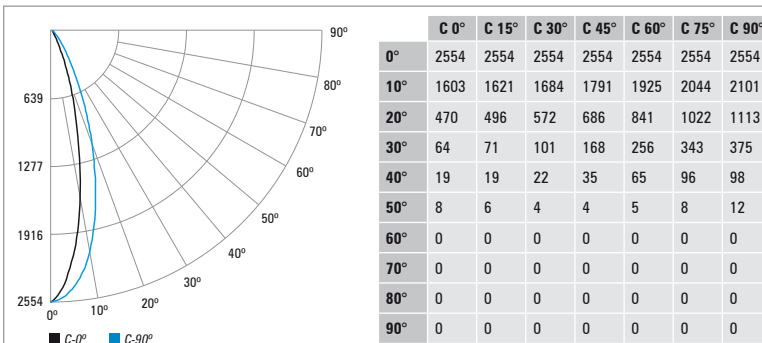 90º
80º
70º
60º
50º
40º
30º
20º
10º
0º
639
1277
1916
2554
C-0º C-90º
C 0° C 15° C 30° C 45° C 60° C 75° C 90°
0° 2554 2554 2554 2554 2554 2554 2554
10° 1603 1621 1684 1791 1925 2044 2101
20° 470 496 572 686 841 1022 1113
30° 64 71 101 168 256 343 375
40° 19 19 22 35 65 96 98
50° 8 6 4 4 5 8 12
60° 0 0 0 0 0 0 0
70° 0 0 0 0 0 0 0
80° 0 0 0 0 0 0 0
90° 0 0 0 0 0 0 0